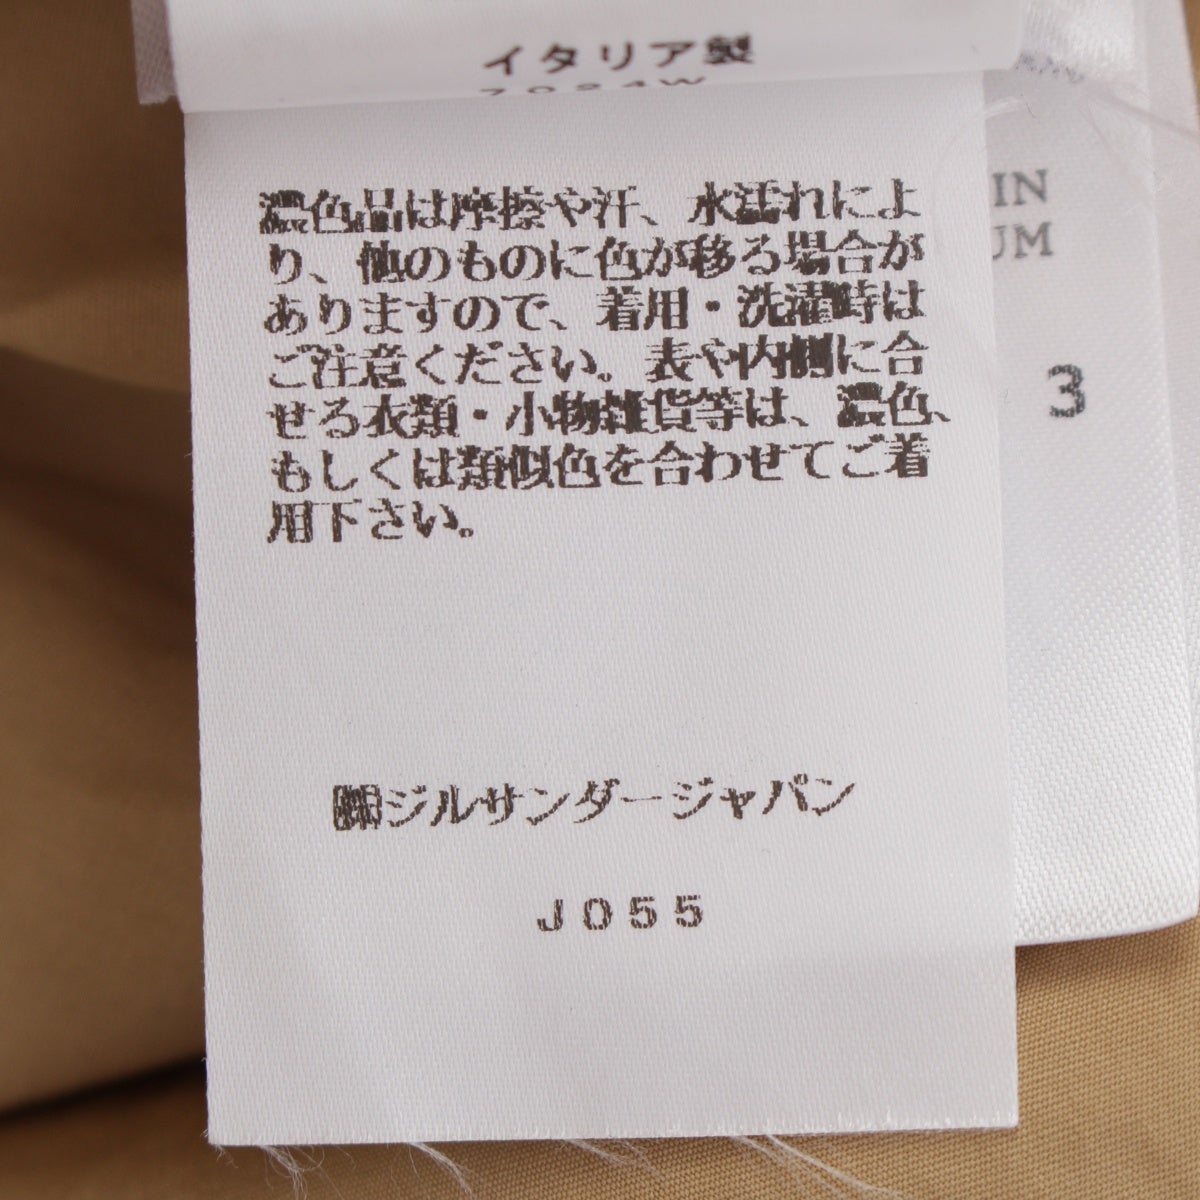 イタリア製
濃色品は摩擦や汗、水濡れによ
り、他のものに色が移る場合が
ありますので、着用・洗濯時は
ご注意ください。表や内側に合
せる衣類・小物雑貨等は、濃色、
もしくは類似色を合わせてご着
用下さい。
㈱ジルサンダージャパン
J055
IN
UM
3